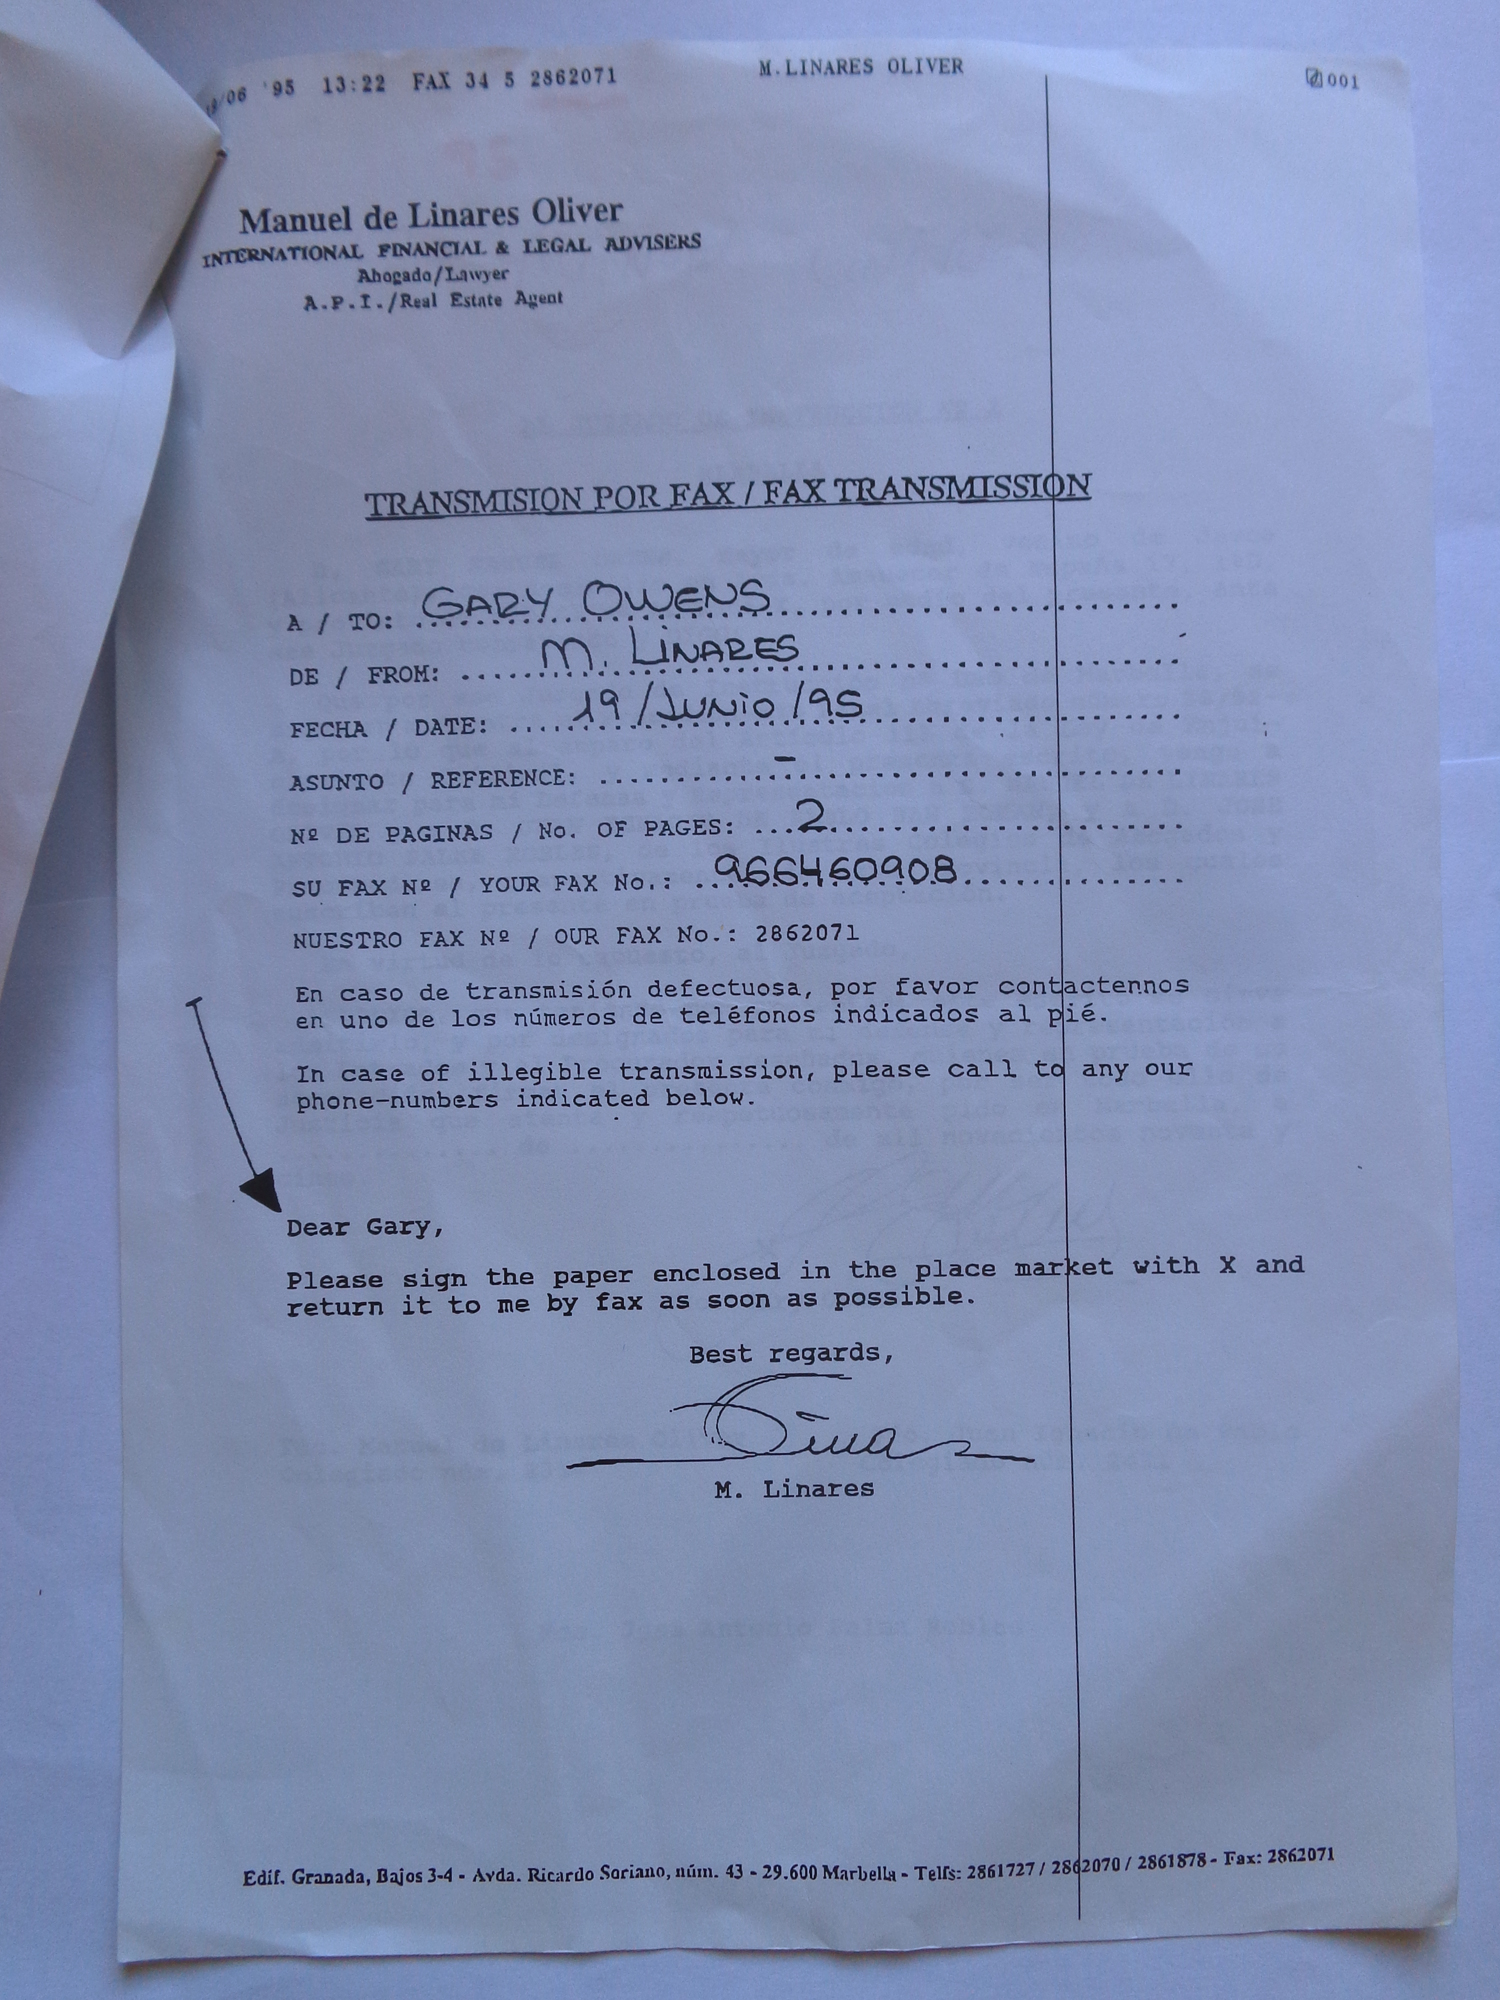 /06 '95 13:22 FAX 34 5 2862071 M.LINARES OLIVER 001
Manuel de Linares Oliver
INTERNATIONAL FINANCIAL & LEGAL ADVISERS
Abogado/Lawyer
A.P.I./Real Estate Agent
TRANSMISION POR FAX / FAX TRANSMISSION
A / TO: GARY OWENS
DE / FROM: M. LINARES
FECHA / DATE: 19/JUNIO/95
ASUNTO / REFERENCE: -
Nº DE PAGINAS / No. OF PAGES: 2
SU FAX Nº / YOUR FAX No.: 966460908
NUESTRO FAX Nº / OUR FAX No.: 2862071
En caso de transmisión defectuosa, por favor contactennos
en uno de los números de teléfonos indicados al pié.
In case of illegible transmission, please call to any our
phone-numbers indicated below.
Dear Gary,
Please sign the paper enclosed in the place market with X and
return it to me by fax as soon as possible.
Best regards,
M. Linares
Edif. Granada, Bajos 3-4 - Avda. Ricardo Soriano, núm. 43 - 29.600 Marbella - Telfs: 2861727 / 2862070 / 2861878 - Fax: 2862071